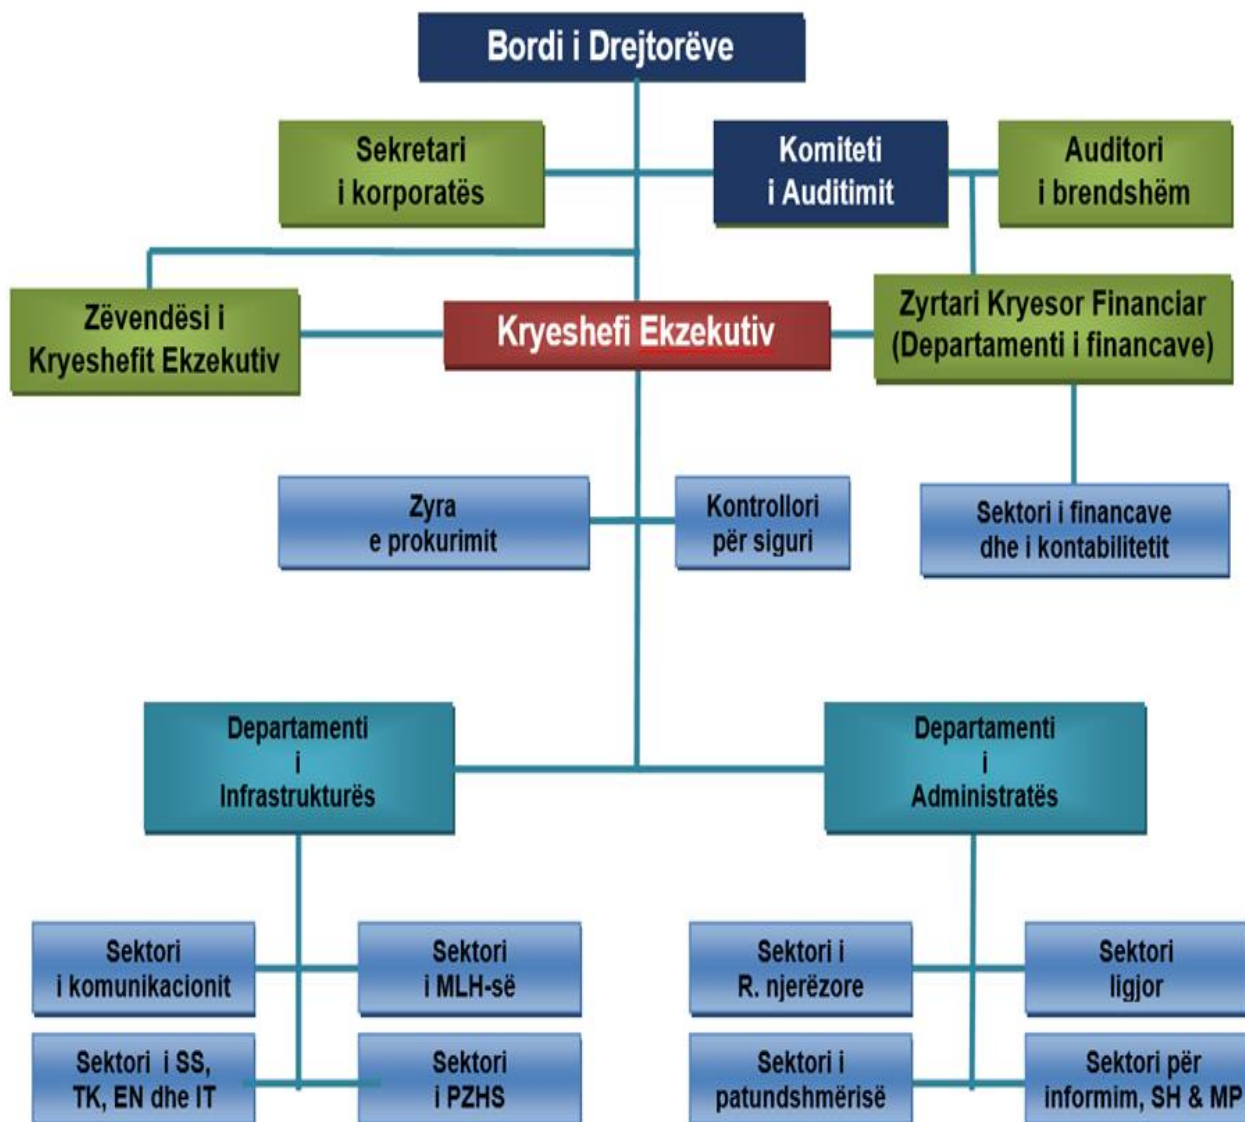 Bordi i Drejtorëve
Sekretari
i korporatës
Komiteti
i Auditimit
Auditori
i brendshëm
Zëvendësi i
Kryeshefit Ekzekutiv
Kryeshefi Ekzekutiv
Zyrtari Kryesor Financiar
(Departamenti i financave)
Zyra
e prokurimit
Kontrollori
për siguri
Sektori i financave
dhe i kontabilitetit
Departamenti
i
Infrastrukturës
Departamenti
i
Administratës
Sektori
i komunikacionit
Sektori
i MLH-së
Sektori i
R. njerëzore
Sektori
ligjor
Sektori i SS,
TK, EN dhe IT
Sektori
i PZHS
Sektori i
patundshmërisë
Sektori për
informim, SH & MP